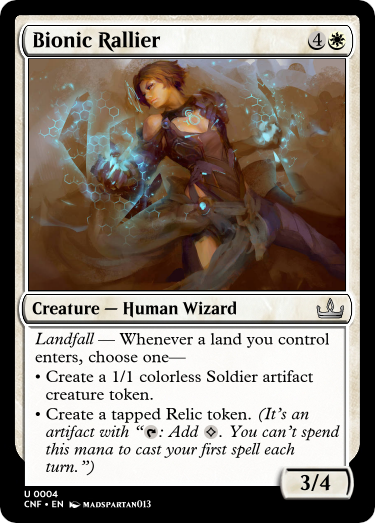 Bionic Rallier 4
Creature — Human Wizard
Landfall — Whenever a land you control
enters, choose one—
• Create a 1/1 colorless Soldier artifact
creature token.
• Create a tapped Relic token. (It's an
artifact with “: Add . You can't spend
this mana to cast your first spell each
turn.”)
3/4
U 0004
CNF • EN MADSPARTAN013